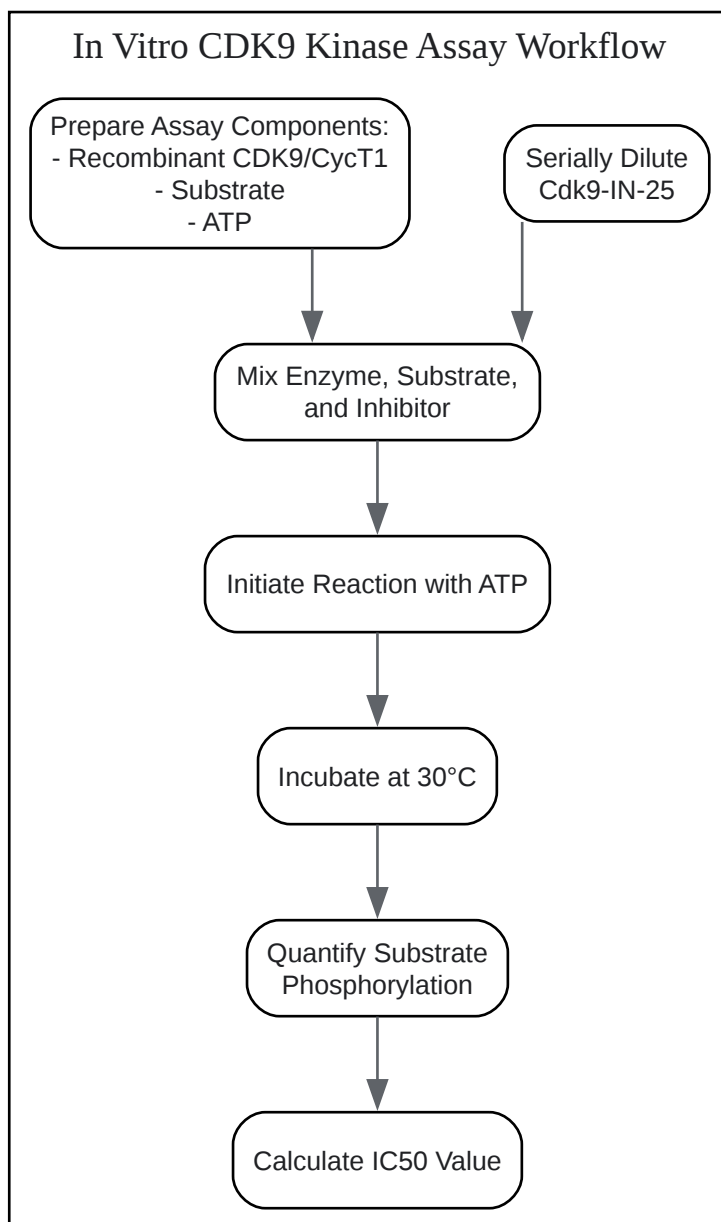 In Vitro CDK9 Kinase Assay Workflow
Prepare Assay Components:
- Recombinant CDK9/CycT1
- Substrate
- ATP
Serially Dilute
Cdk9-IN-25
Mix Enzyme, Substrate,
and Inhibitor
Initiate Reaction with ATP
Incubate at 30°C
Quantify Substrate
Phosphorylation
Calculate IC50 Value